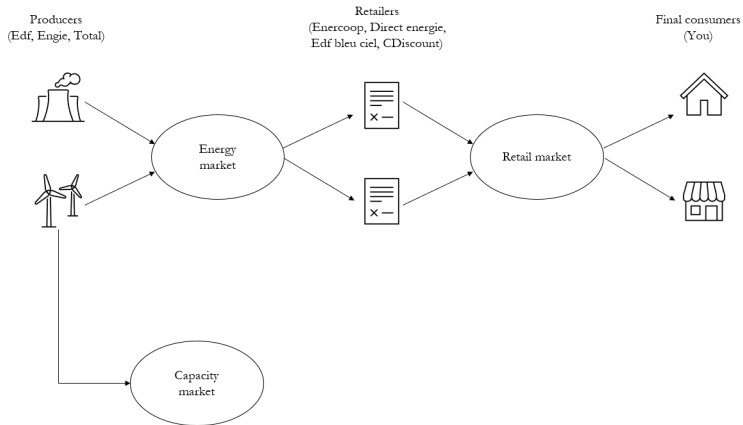 Producers
(Edf, Engie, Total)
Retailers
(Enercoop, Direct energie,
Edf bleu ciel, CDiscount)
Final consumers
(You)
Energy
market
Retail market
Capacity
market